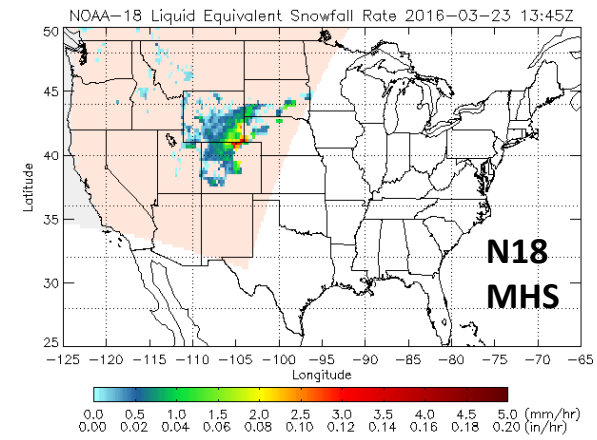 NOAA-18 Liquid Equivalent Snowfall Rate 2016-03-23 13:45Z
50
45
40
35
30
25
Latitude
N18
MHS
-125 -120 -115 -110 -105 -100 -95 -90 -85 -80 -75 -70 -65
Longitude
0.0 0.5 1.0 1.5 2.0 2.5 3.0 3.5 4.0 4.5 5.0 (mm/hr)
0.00 0.02 0.04 0.06 0.08 0.10 0.12 0.14 0.16 0.18 0.20 (in/hr)